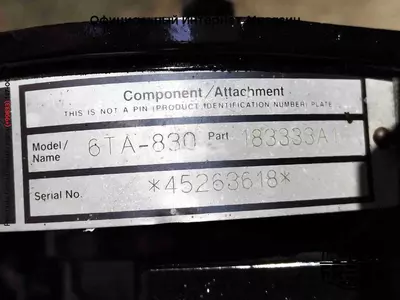 Официальный интернет-Магазин
Component/Attachment
THIS IS NOT A PIN (PRODUCT IDENTIFICATION NUMBER) PLATE
Model/Name 6TA-830 Part 183333A1
Serial No. *45263618*